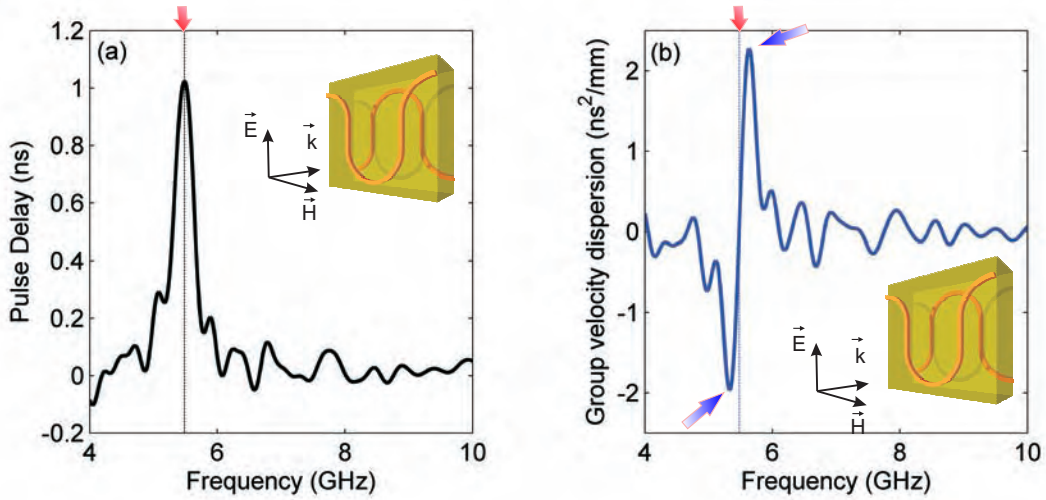 (a)
Pulse Delay (ns)
1.2
1
0.8
0.6
0.4
0.2
0
-0.2
4
6
8
10
Frequency (GHz)
E
k
H
(b)
Group velocity dispersion (ns²/mm)
2
1
0
-1
-2
4
6
8
10
Frequency (GHz)
E
k
H